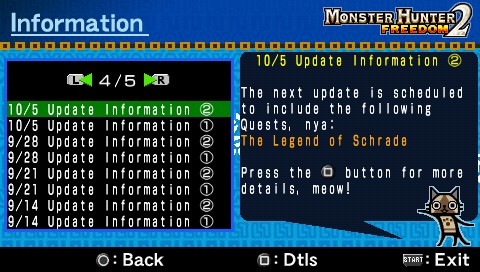 Information
MONSTER HUNTER
FREEDOM 2
L 4/5 R
10/5 Update Information ②
10/5 Update Information ①
9/28 Update Information ②
9/28 Update Information ①
9/21 Update Information ②
9/21 Update Information ①
9/14 Update Information ②
9/14 Update Information ①
10/5 Update Information ②
The next update is scheduled
to include the following
Quests, nya:
The Legend of Schrade
Press the button for more
details, meow!
: Back
: Dtls
START: Exit